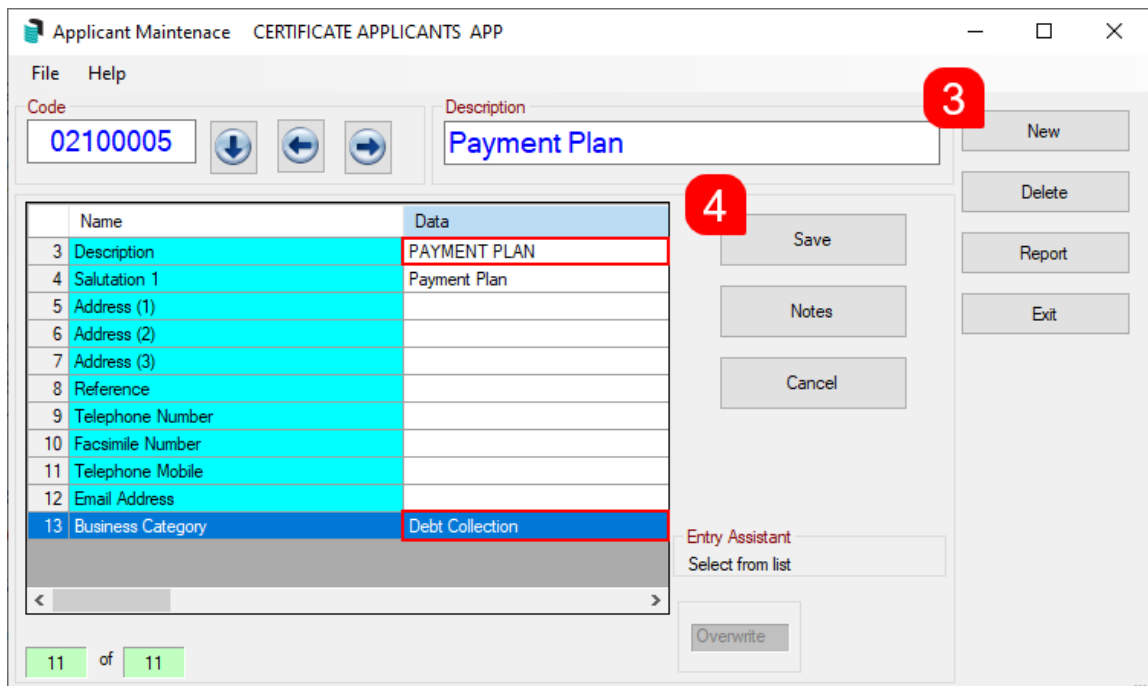 Applicant Maintenace CERTIFICATE APPLICANTS APP
File Help
Code
02100005
Description
Payment Plan
3
New
Delete
Report
Exit
Name Data
3 Description PAYMENT PLAN
4 Salutation 1 Payment Plan
5 Address (1)
6 Address (2)
7 Address (3)
8 Reference
9 Telephone Number
10 Facsimile Number
11 Telephone Mobile
12 Email Address
13 Business Category Debt Collection
4
Save
Notes
Cancel
Entry Assistant
Select from list
Overwrite
11 of 11